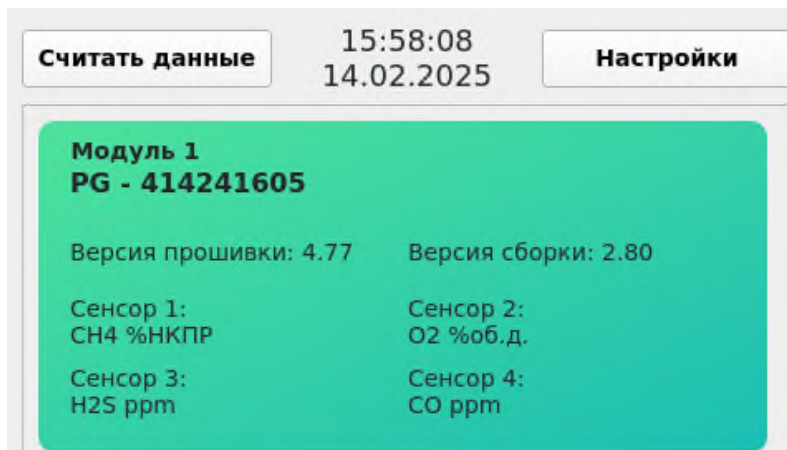 Считать данные
15:58:08
14.02.2025
Настройки
Модуль 1
PG - 414241605
Версия прошивки: 4.77
Версия сборки: 2.80
Сенсор 1:
CH4 %НКПР
Сенсор 2:
O2 %об.д.
Сенсор 3:
H2S ppm
Сенсор 4:
CO ppm